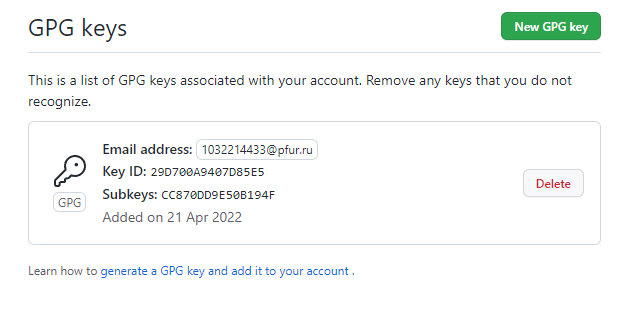 GPG keys
New GPG key
This is a list of GPG keys associated with your account. Remove any keys that you do not
recognize.
Email address: 1032214433@pfur.ru
Key ID: 29D700A9407D85E5
Subkeys: CC870DD9E50B194F
Added on 21 Apr 2022
GPG
Delete
Learn how to generate a GPG key and add it to your account .